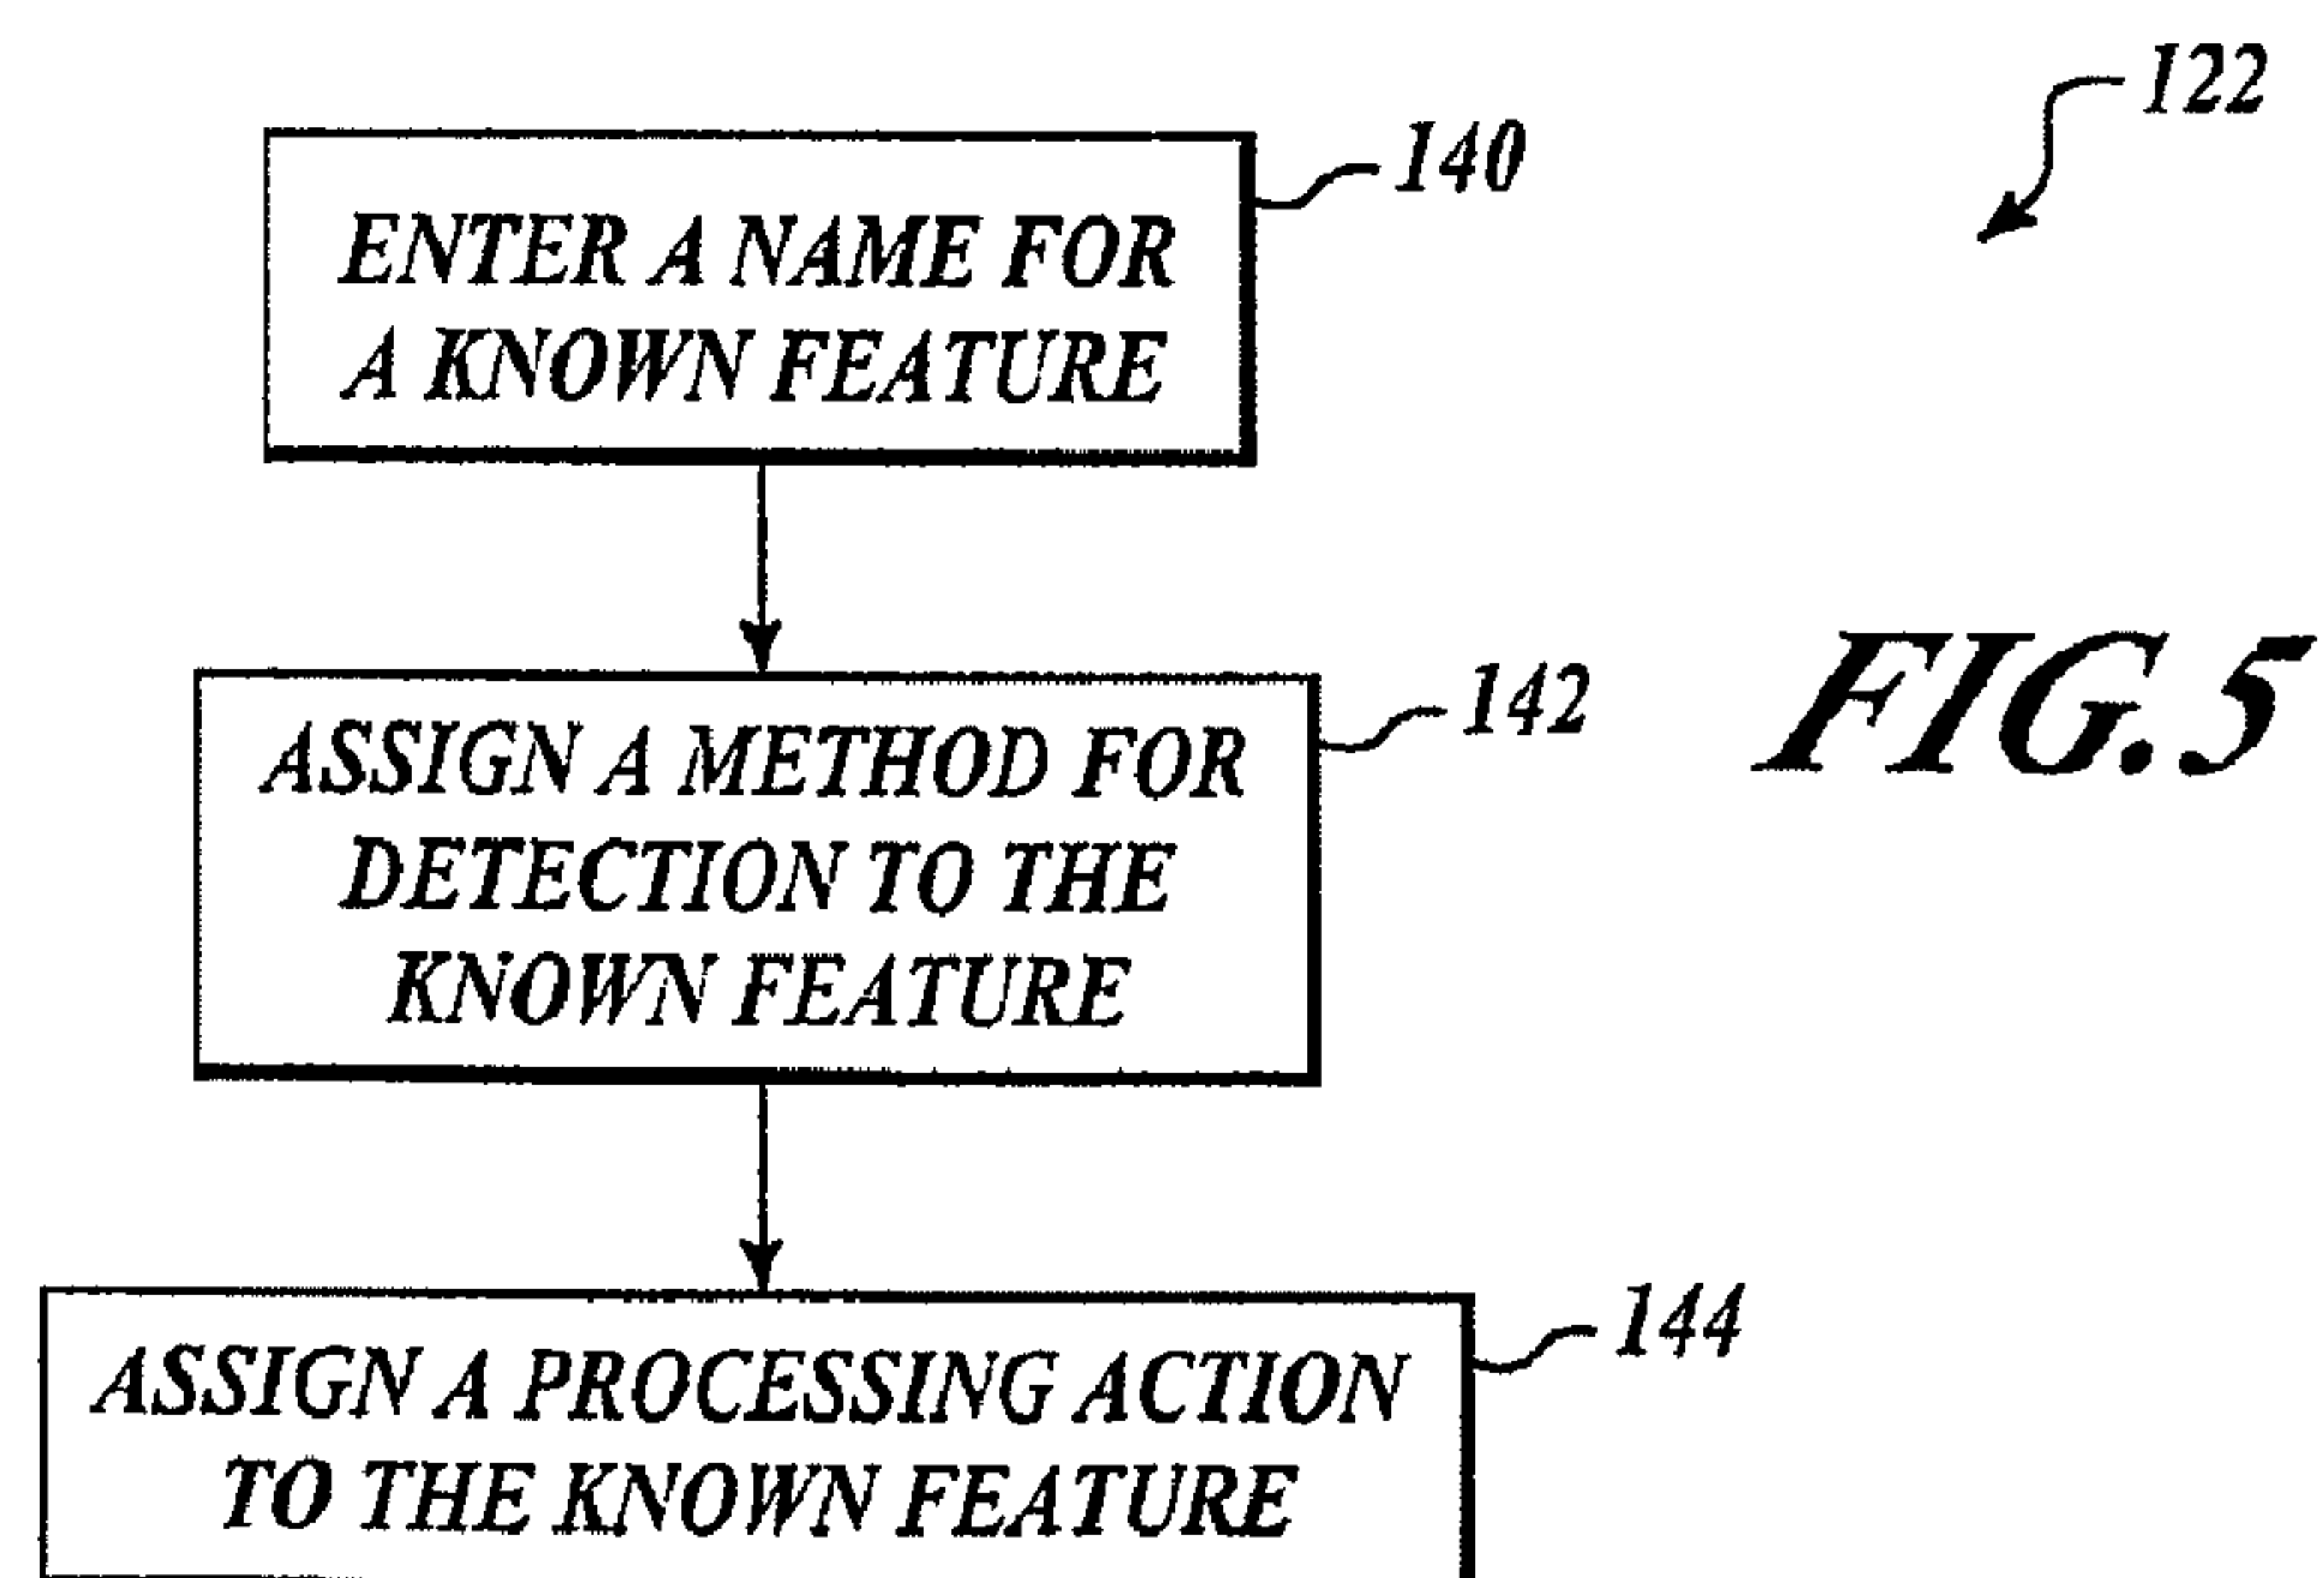 122
140
ENTER A NAME FOR
A KNOWN FEATURE
FIG. 5
142
ASSIGN A METHOD FOR
DETECTION TO THE
KNOWN FEATURE
144
ASSIGN A PROCESSING ACTION
TO THE KNOWN FEATURE